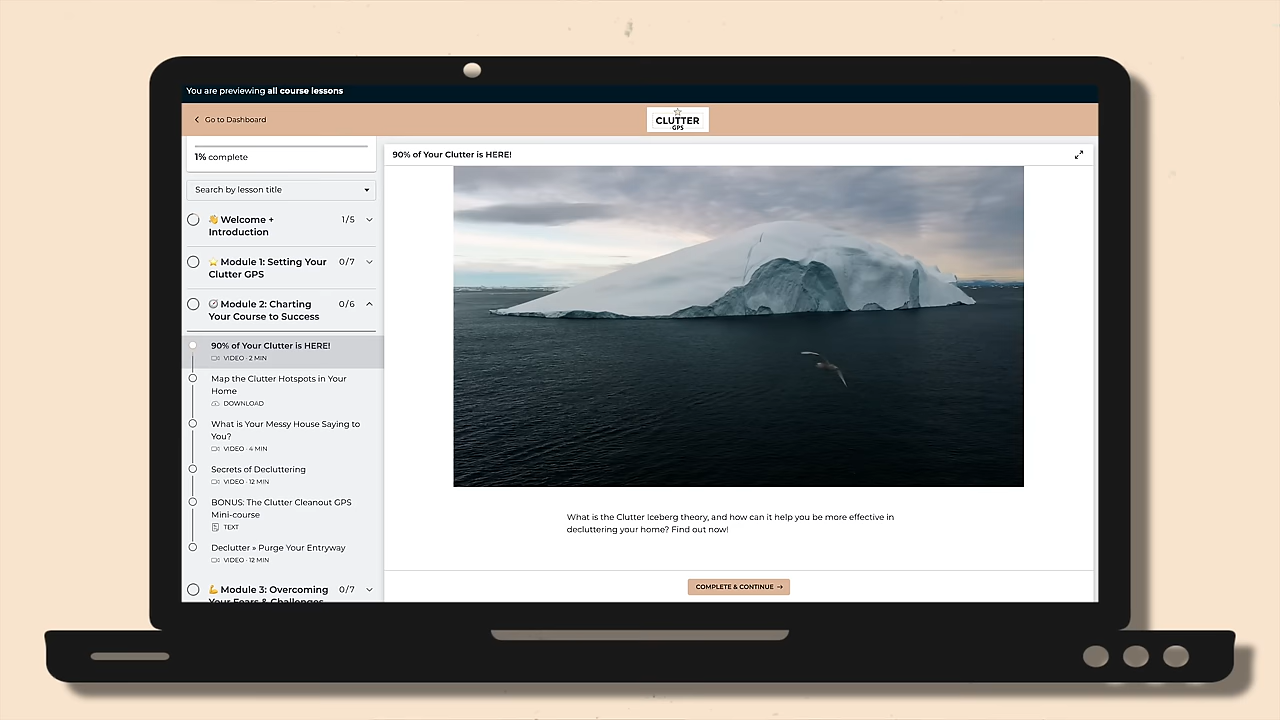 You are previewing all course lessons
Go to Dashboard
CLUTTER
GPS
1% complete
Search by lesson title
Welcome +
Introduction
1/5
Module 1: Setting Your
Clutter GPS
0/7
Module 2: Charting
Your Course to Success
0/6
90% of Your Clutter is HERE!
VIDEO · 2 MIN
Map the Clutter Hotspots in Your
Home
DOWNLOAD
What is Your Messy House Saying to
You?
VIDEO · 4 MIN
Secrets of Decluttering
VIDEO · 12 MIN
BONUS: The Clutter Cleanout GPS
Mini-course
TEXT
Declutter » Purge Your Entryway
VIDEO · 12 MIN
Module 3: Overcoming
Your Fears & Challenges
0/7
90% of Your Clutter is HERE!
What is the Clutter Iceberg theory, and how can it help you be more effective in
decluttering your home? Find out now!
COMPLETE & CONTINUE →